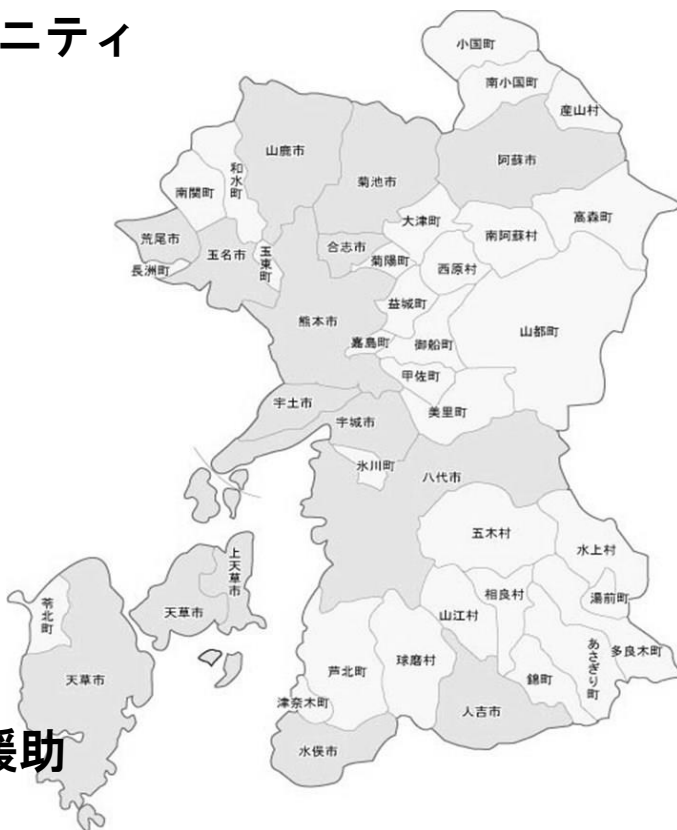 ニティ
小国町
南小国町
産山村
山鹿市
阿蘇市
和水町
菊池市
南関町
高森町
大津町
荒尾市
合志市
南阿蘇村
玉名市
玉東町
菊陽町
長洲町
西原村
益城町
熊本市
山都町
嘉島町
御船町
甲佐町
宇土市
美里町
宇城市
氷川町
八代市
五木村
水上村
上天草市
相良村
湯前町
苓北町
天草市
山江村
あさぎり町
多良木町
球磨村
芦北町
天草市
錦町
津奈木町
人吉市
援助
水俣市